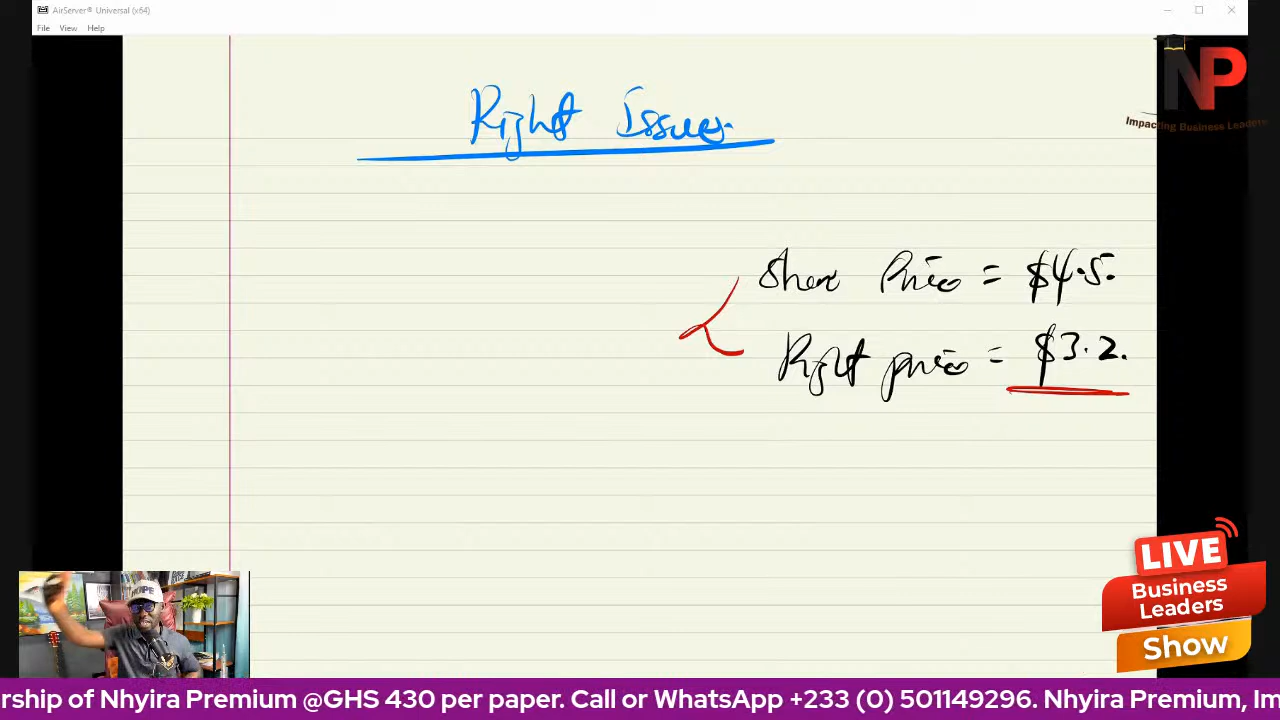 AirServer® Universal (x64)
File View Help
NP
Impacting Business Leaders
Right Issues.
Share Price = $4.5.
Right price = $3.2.
LIVE
Business
Leaders
Show
rship of Nhyira Premium @GHS 430 per paper. Call or WhatsApp +233 (0) 501149296. Nhyira Premium, Im